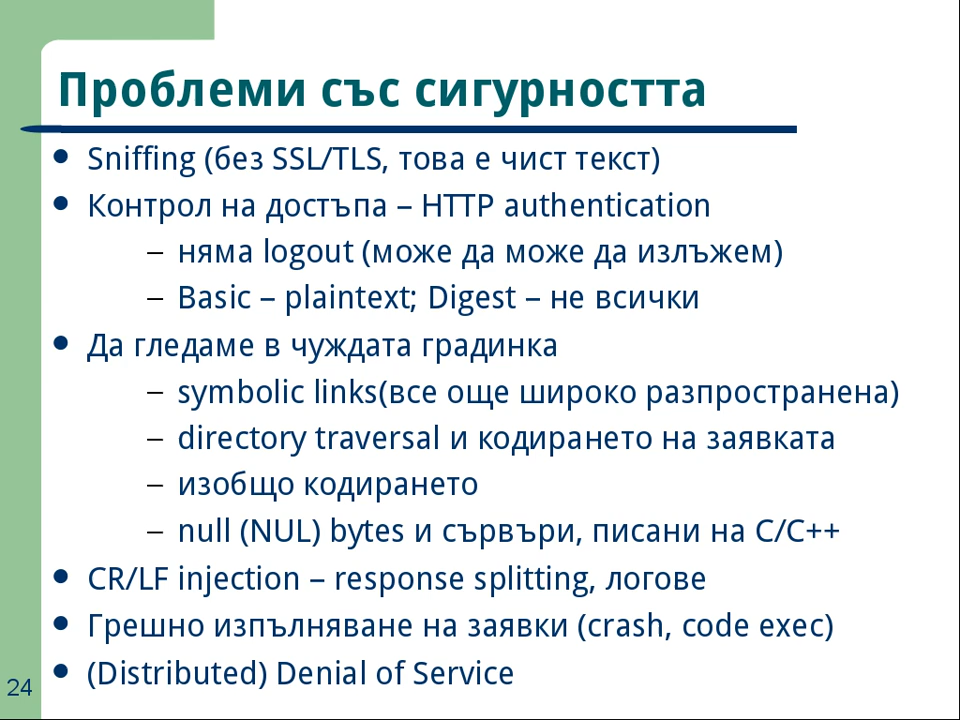 Проблеми със сигурността
● Sniffing (без SSL/TLS, това е чист текст)
● Контрол на достъпа – HTTP authentication
– няма logout (може да може да излъжем)
– Basic – plaintext; Digest – не всички
● Да гледаме в чуждата градинка
– symbolic links(все още широко разпространена)
– directory traversal и кодирането на заявката
– изобщо кодирането
– null (NUL) bytes и сървъри, писани на C/C++
● CR/LF injection – response splitting, логове
● Грешно изпълняване на заявки (crash, code exec)
● (Distributed) Denial of Service
24